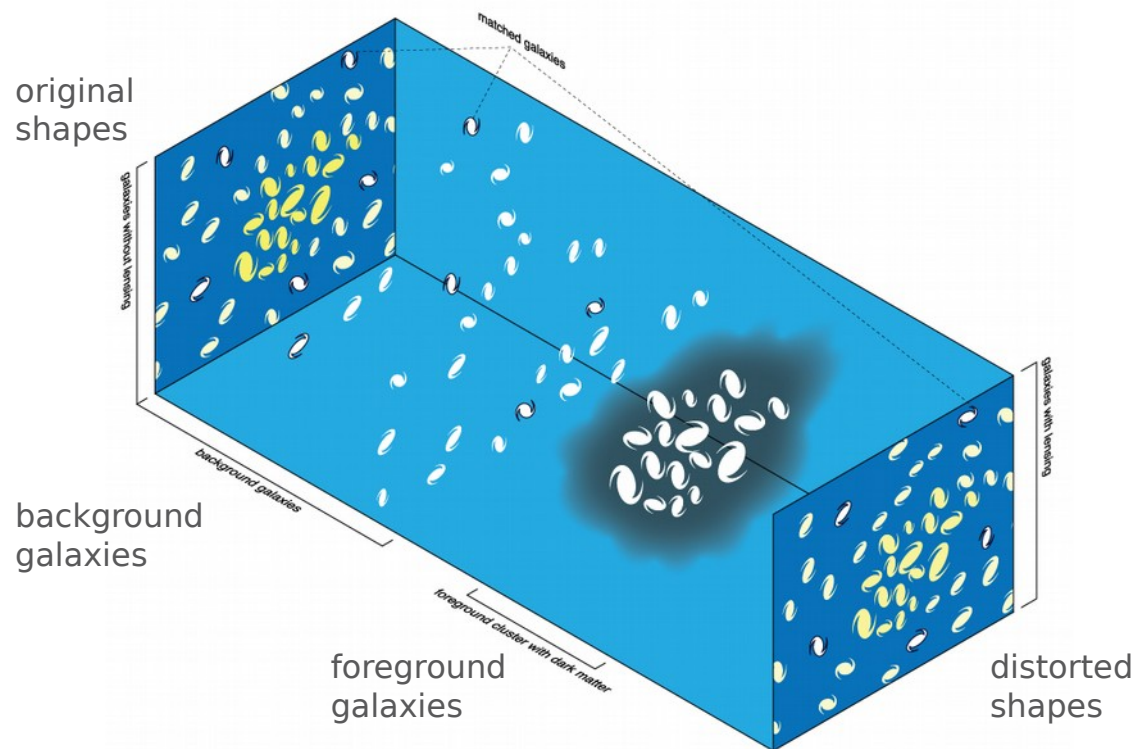 matched galaxies
original
shapes
galaxies without lensing
background galaxies
galaxies with lensing
background
galaxies
foreground cluster with dark matter
foreground
galaxies
distorted
shapes